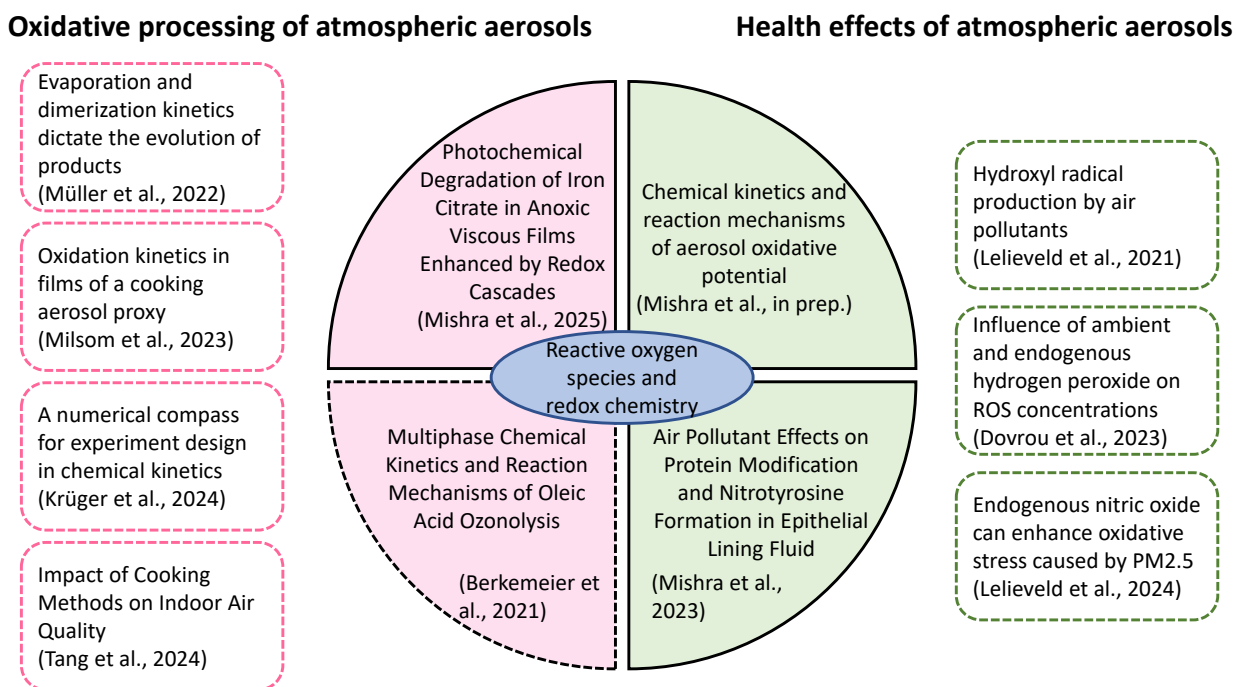 Oxidative processing of atmospheric aerosols
Health effects of atmospheric aerosols
Evaporation and
dimerization kinetics
dictate the evolution of
products
(Müller et al., 2022)
Oxidation kinetics in
films of a cooking
aerosol proxy
(Milsom et al., 2023)
A numerical compass
for experiment design
in chemical kinetics
(Krüger et al., 2024)
Impact of Cooking
Methods on Indoor Air
Quality
(Tang et al., 2024)
Photochemical
Degradation of Iron
Citrate in Anoxic
Viscous Films
Enhanced by Redox
Cascades
(Mishra et al., 2025)
Chemical kinetics and
reaction mechanisms
of aerosol oxidative
potential
(Mishra et al., in prep.)
Reactive oxygen
species and
redox chemistry
Multiphase Chemical
Kinetics and Reaction
Mechanisms of Oleic
Acid Ozonolysis
(Berkemeier et
al., 2021)
Air Pollutant Effects on
Protein Modification
and Nitrotyrosine
Formation in Epithelial
Lining Fluid
(Mishra et al.,
2023)
Hydroxyl radical
production by air
pollutants
(Lelieveld et al., 2021)
Influence of ambient
and endogenous
hydrogen peroxide on
ROS concentrations
(Dovrou et al., 2023)
Endogenous nitric oxide
can enhance oxidative
stress caused by PM2.5
(Lelieveld et al., 2024)